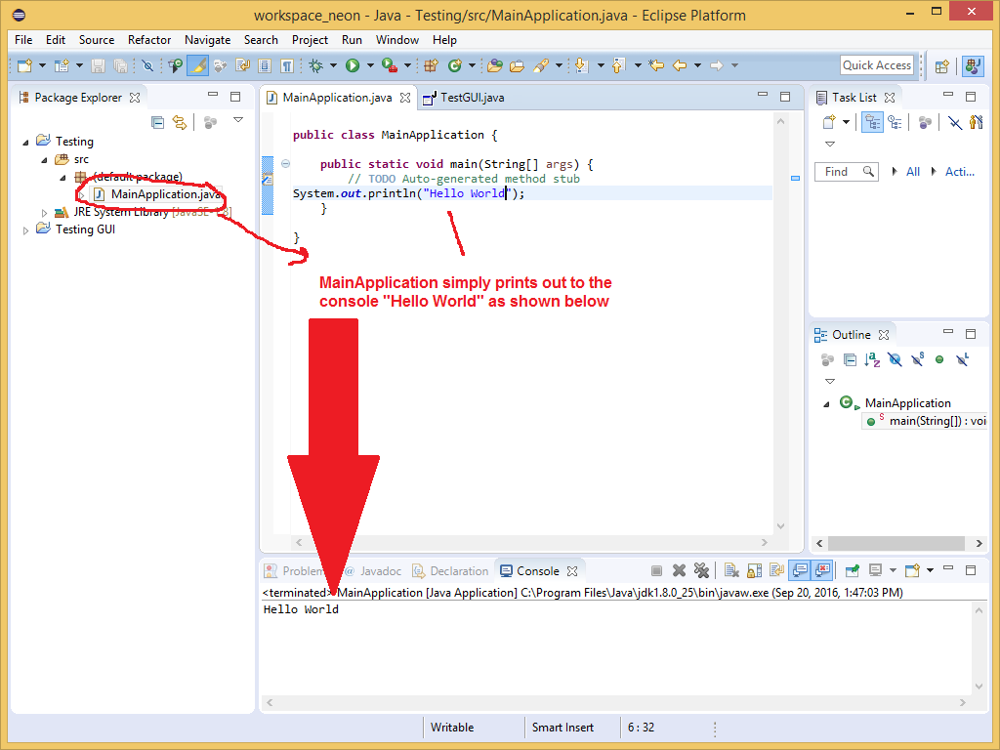 workspace_neon - Java - Testing/src/MainApplication.java - Eclipse Platform
File Edit Source Refactor Navigate Search Project Run Window Help
Quick Access
Package Explorer
Testing
src
(default package)
MainApplication.java
JRE System Library [JavaSE-1.8]
Testing GUI
MainApplication.java TestGUI.java
public class MainApplication {
public static void main(String[] args) {
// TODO Auto-generated method stub
System.out.println("Hello World");
}
}
MainApplication simply prints out to the
console "Hello World" as shown below
Task List
Find All Acti...
Outline
MainApplication
main(String[]) : voi
Problem @ Javadoc Declaration Console
<terminated> MainApplication [Java Application] C:\Program Files\Java\jdk1.8.0_25\bin\javaw.exe (Sep 20, 2016, 1:47:03 PM)
Hello World
Writable Smart Insert 6 : 32